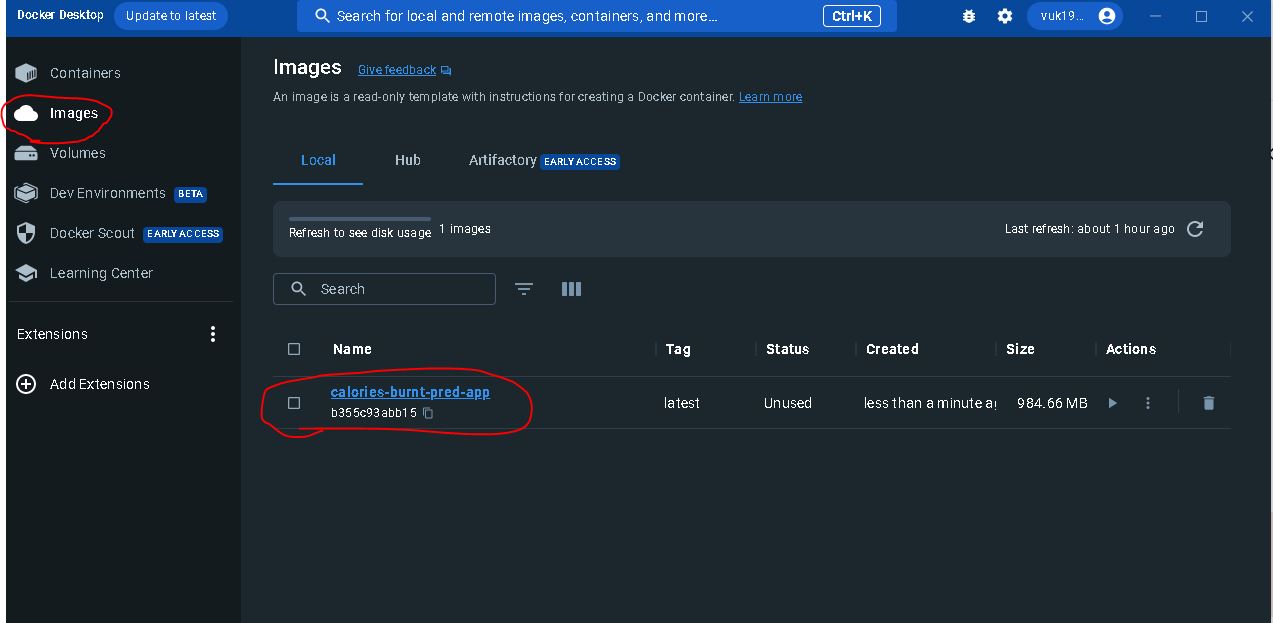 Docker Desktop
Update to latest
Search for local and remote images, containers, and more...
Ctrl+K
vuk19...
Containers
Images
Volumes
Dev Environments BETA
Docker Scout EARLY ACCESS
Learning Center
Extensions
Add Extensions
Images Give feedback
An image is a read-only template with instructions for creating a Docker container. Learn more
Local Hub Artifactory EARLY ACCESS
Refresh to see disk usage 1 images Last refresh: about 1 hour ago
Search
Name Tag Status Created Size Actions
calories-burnt-pred-app
b355c93abb15
latest Unused less than a minute ag 984.66 MB